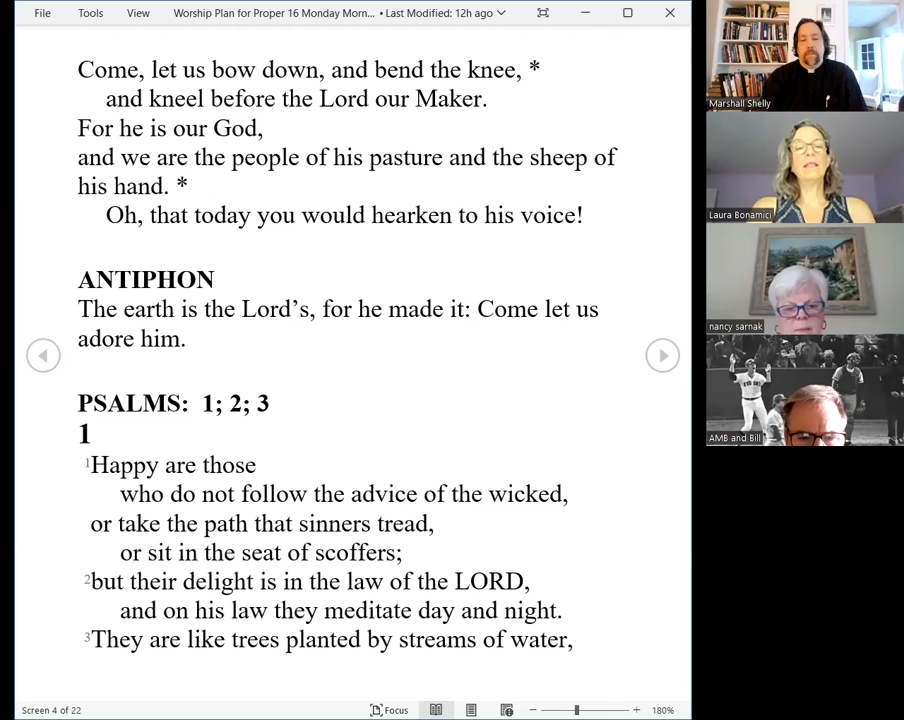 File Tools Worship Plan for Proper 16 Monday Morn... • Last Modified: 12h ago
Come, let us bow down, and bend the knee, *
and kneel before the Lord our Maker.
For he is our God,
and we are the people of his pasture and the sheep of
his hand. *
Oh, that today you would hearken to his voice!
ANTIPHON
The earth is the Lord’s, for he made it: Come let us
adore him.
PSALMS: 1; 2; 3
1
1Happy are those
who do not follow the advice of the wicked,
or take the path that sinners tread,
or sit in the seat of scoffers;
2but their delight is in the law of the LORD,
and on his law they meditate day and night.
3They are like trees planted by streams of water,
Screen 4 of 22 Focus 180%
Marshall Shelly
Laura Bonamici
nancy sarnak
RED SOX
AMB and Bill